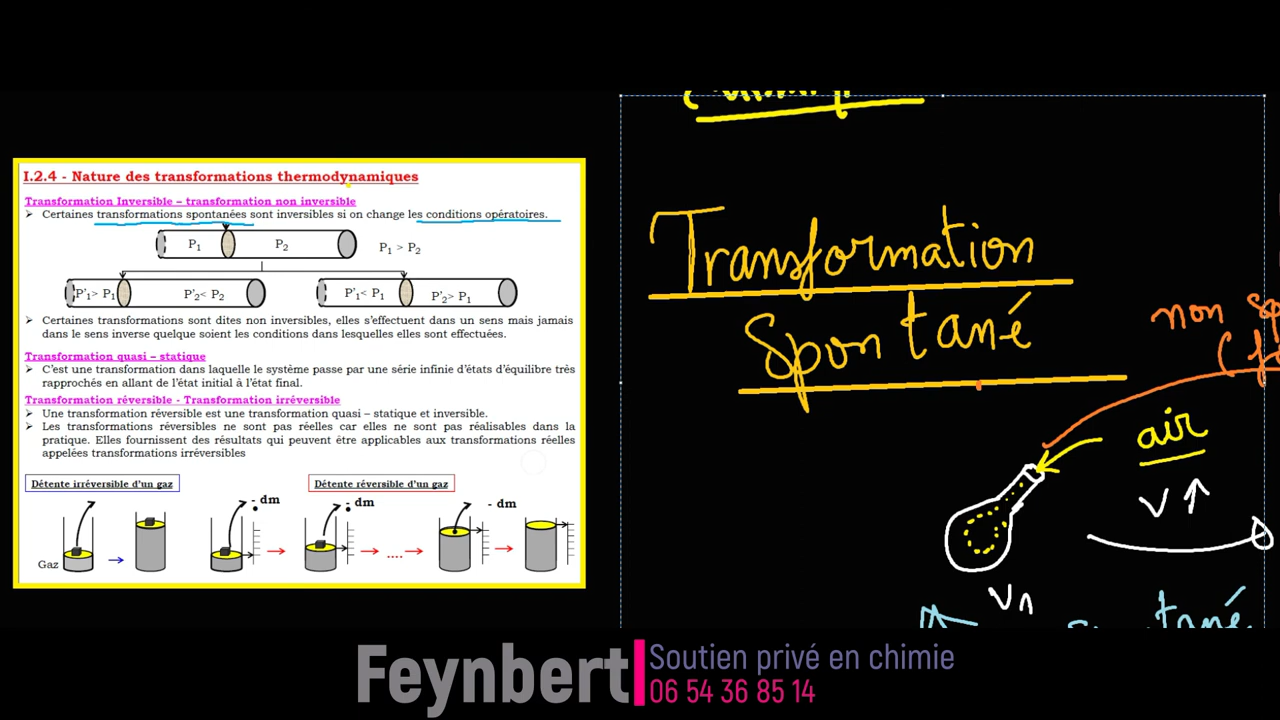 I.2.4 - Nature des transformations thermodynamiques
Transformation Inversible – transformation non inversible
➢ Certaines transformations spontanées sont inversibles si on change les conditions opératoires.
P1 P2 P1 > P2
P'1> P1 P'2< P2 P'1< P1 P'2> P1
➢ Certaines transformations sont dites non inversibles, elles s'effectuent dans un sens mais jamais
dans le sens inverse quelque soient les conditions dans lesquelles elles sont effectuées.
Transformation quasi – statique
➢ C'est une transformation dans laquelle le système passe par une série infinie d'états d'équilibre très
rapprochés en allant de l'état initial à l'état final.
Transformation réversible - Transformation irréversible
➢ Une transformation réversible est une transformation quasi – statique et inversible.
➢ Les transformations réversibles ne sont pas réelles car elles ne sont pas réalisables dans la
pratique. Elles fournissent des résultats qui peuvent être applicables aux transformations réelles
appelées transformations irréversibles
Détente irréversible d'un gaz Détente réversible d'un gaz
- dm - dm - dm
....
Gaz
Transformation
Spontané
non
air
V ↑
V1
Feynbert
Soutien privé en chimie
06 54 36 85 14